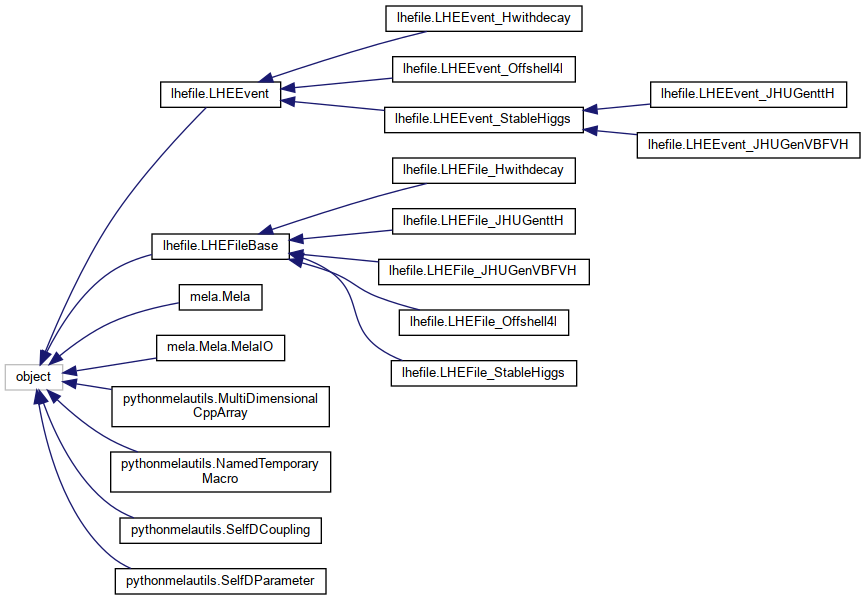 lhefile.LHEEvent_Hwithdecay
lhefile.LHEEvent_Offshell4l
lhefile.LHEEvent
lhefile.LHEEvent_JHUGenttH
lhefile.LHEEvent_StableHiggs
lhefile.LHEEvent_JHUGenVBFVH
lhefile.LHEFile_Hwithdecay
lhefile.LHEFile_JHUGenttH
lhefile.LHEFileBase
lhefile.LHEFile_JHUGenVBFVH
mela.Mela
lhefile.LHEFile_Offshell4l
mela.Mela.MelaIO
lhefile.LHEFile_StableHiggs
object
pythonmelautils.MultiDimensional
CppArray
pythonmelautils.NamedTemporary
Macro
pythonmelautils.SelfDCoupling
pythonmelautils.SelfDParameter